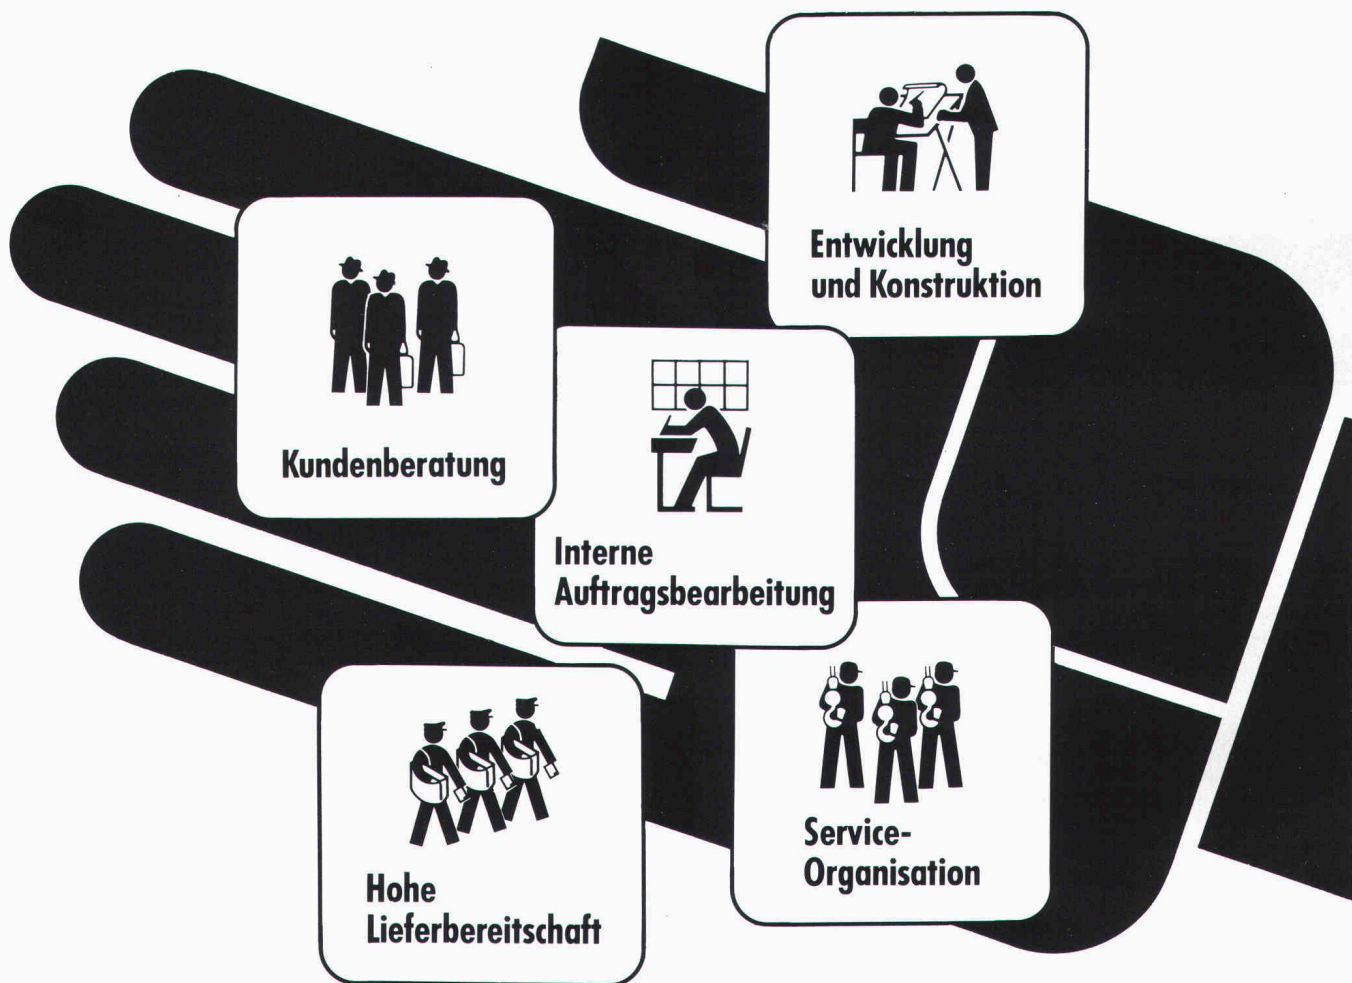 Entwicklung
und Konstruktion
Kundenberatung
Interne
Auftragsbearbeitung
Service-
Organisation
Hohe
Lieferbereitschaft